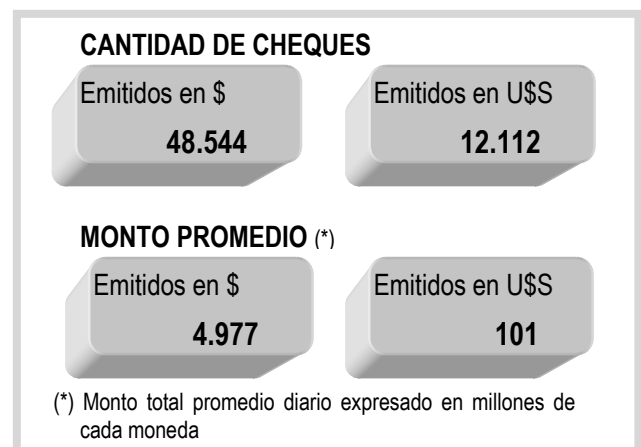 CANTIDAD DE CHEQUES
Emitidos en $
48.544
Emitidos en U$S
12.112
MONTO PROMEDIO (*)
Emitidos en $
4.977
Emitidos en U$S
101
(*) Monto total promedio diario expresado en millones de
cada moneda